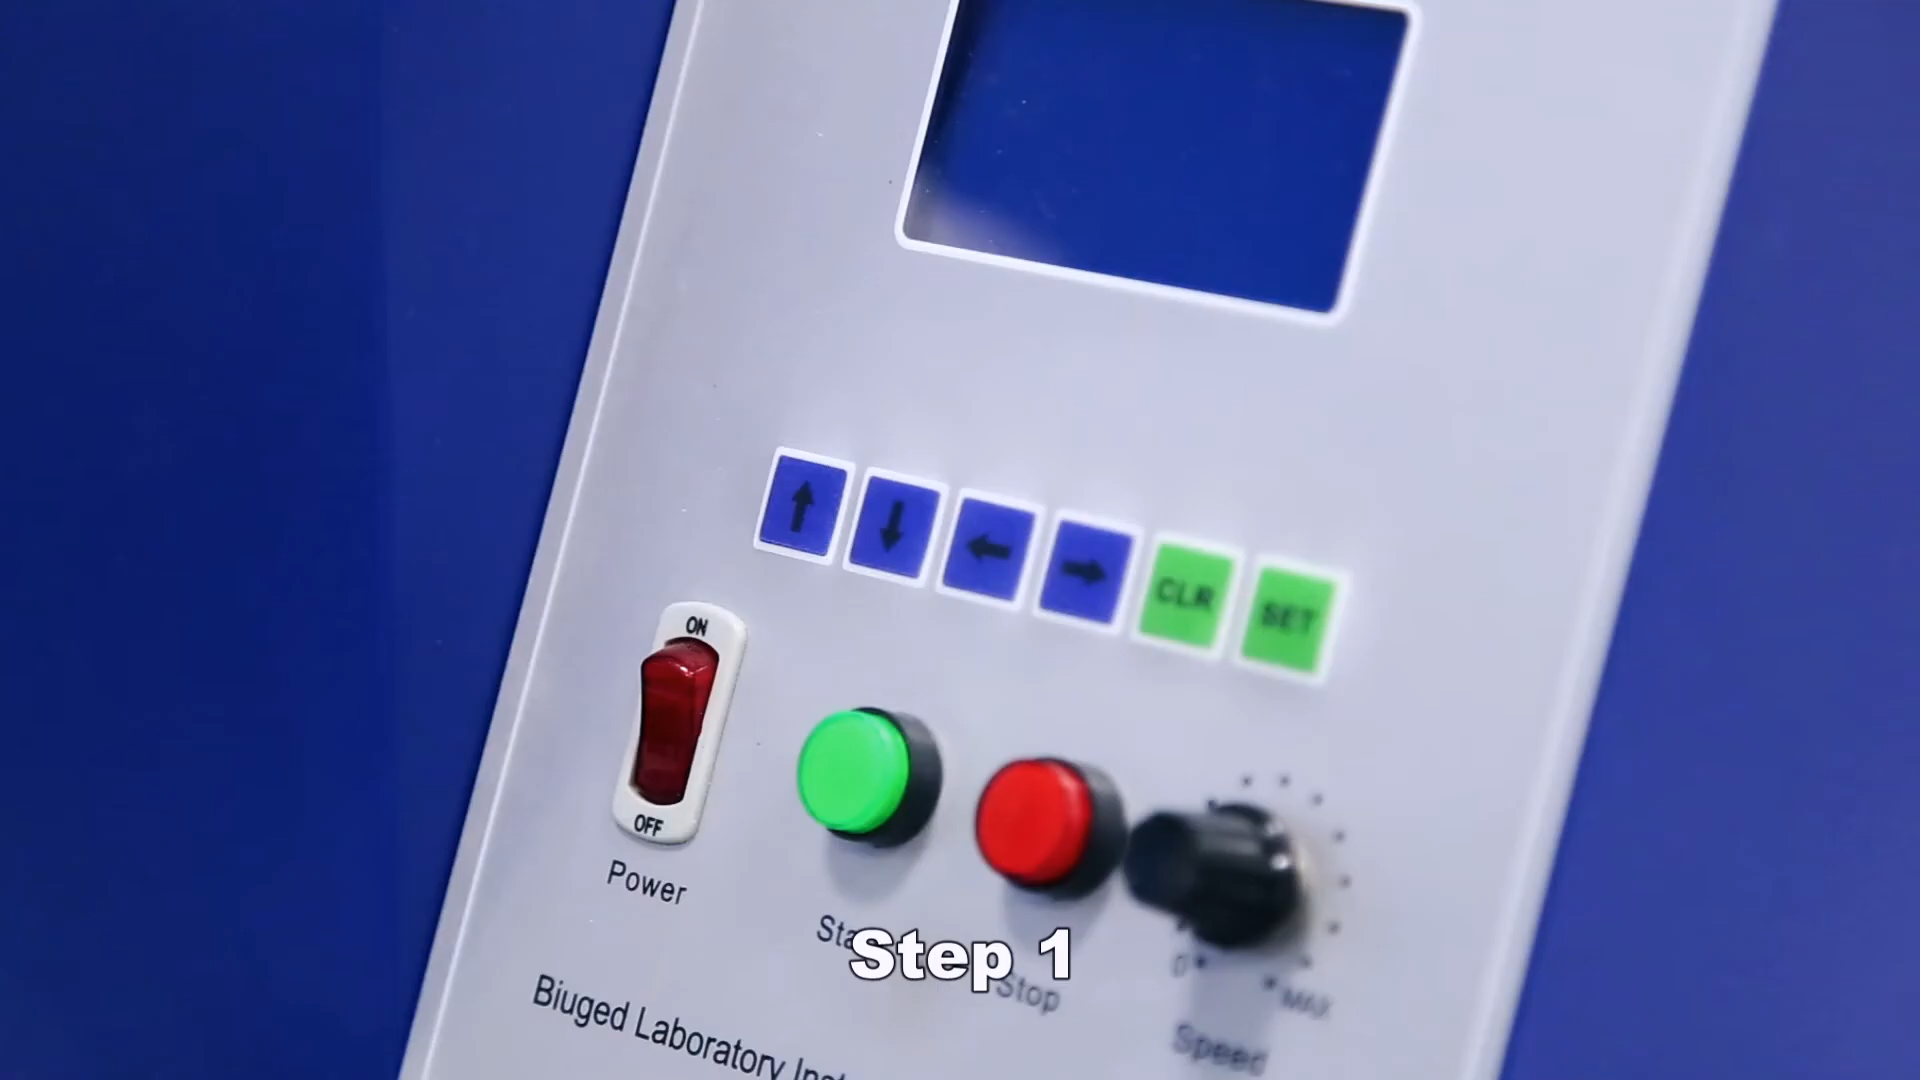 CLR
SET
ON
OFF
Power
Stop
0
MAX
Speed
Step 1
Biuged Laboratory